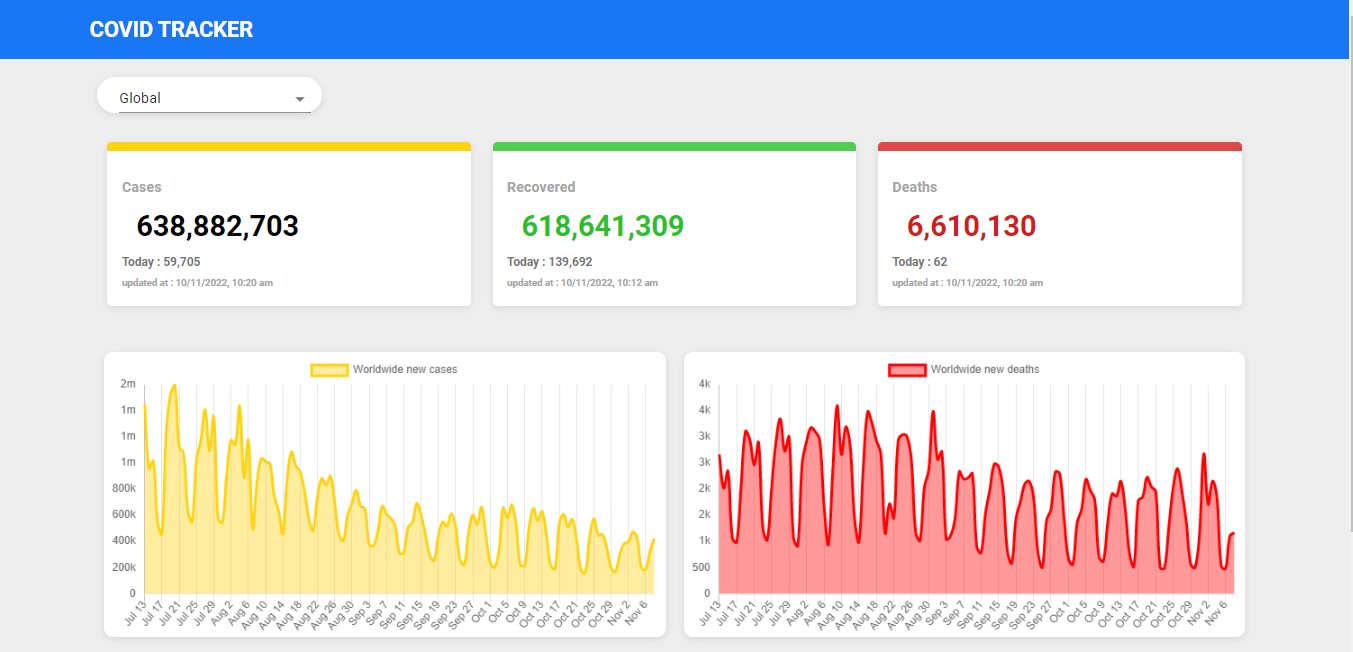 COVID TRACKER
Global
Cases
638,882,703
Today : 59,705
updated at : 10/11/2022, 10:20 am
Recovered
618,641,309
Today : 139,692
updated at : 10/11/2022, 10:12 am
Deaths
6,610,130
Today : 62
updated at : 10/11/2022, 10:20 am
Worldwide new cases
2m
1m
1m
1m
800k
600k
400k
200k
0
Jul 13 Jul 17 Jul 21 Jul 25 Jul 29 Aug 2 Aug 6 Aug 10 Aug 14 Aug 18 Aug 22 Aug 26 Aug 30 Sep 3 Sep 7 Sep 11 Sep 15 Sep 19 Sep 23 Sep 27 Oct 1 Oct 5 Oct 9 Oct 13 Oct 17 Oct 21 Oct 25 Oct 29 Nov 2 Nov 6
Worldwide new deaths
4k
4k
3k
3k
2k
2k
1k
500
0
Jul 13 Jul 17 Jul 21 Jul 25 Jul 29 Aug 2 Aug 6 Aug 10 Aug 14 Aug 18 Aug 22 Aug 26 Aug 30 Sep 3 Sep 7 Sep 11 Sep 15 Sep 19 Sep 23 Sep 27 Oct 1 Oct 5 Oct 9 Oct 13 Oct 17 Oct 21 Oct 25 Oct 29 Nov 2 Nov 6